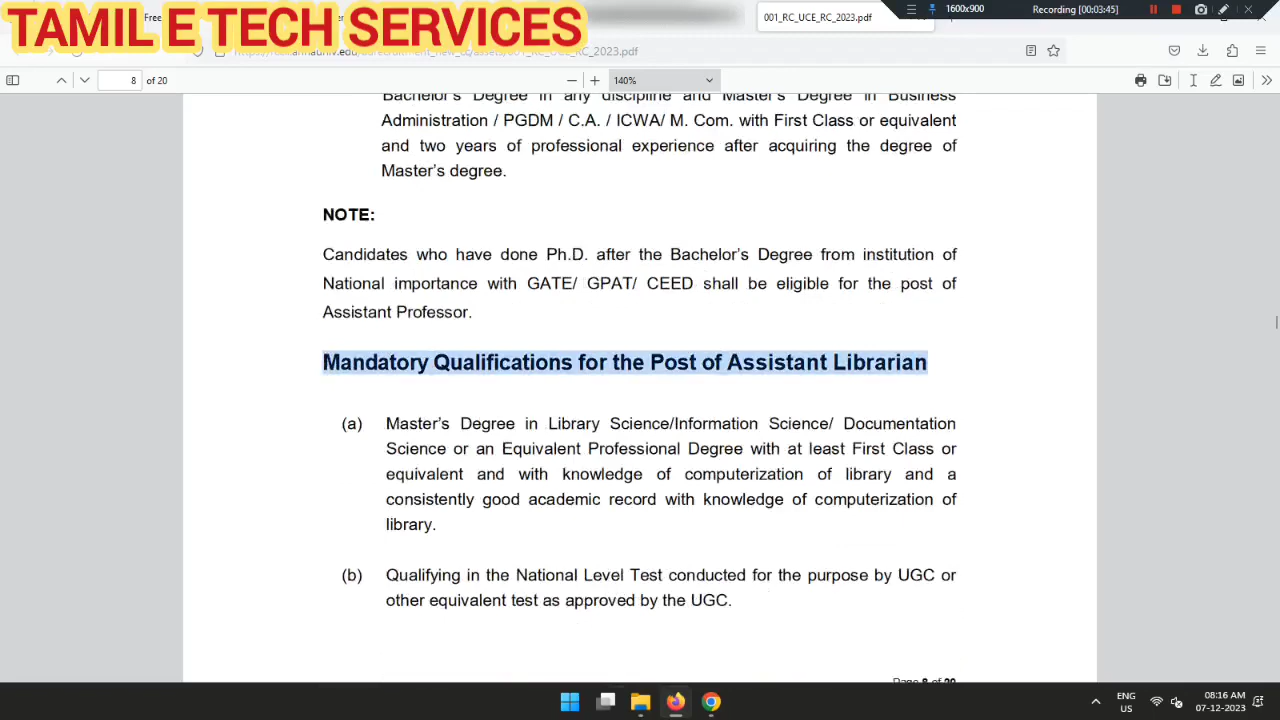 TAMIL E TECH SERVICES
Free
001_RC_UCE_RC_2023.pdf
1600x900
Recording [00:03:45]
8 of 20
140%
Bachelor's Degree in any discipline and Master's Degree in Business
Administration / PGDM / C.A. / ICWA/ M. Com. with First Class or equivalent
and two years of professional experience after acquiring the degree of
Master's degree.
NOTE:
Candidates who have done Ph.D. after the Bachelor's Degree from institution of
National importance with GATE/ GPAT/ CEED shall be eligible for the post of
Assistant Professor.
Mandatory Qualifications for the Post of Assistant Librarian
(a) Master's Degree in Library Science/Information Science/ Documentation
Science or an Equivalent Professional Degree with at least First Class or
equivalent and with knowledge of computerization of library and a
consistently good academic record with knowledge of computerization of
library.
(b) Qualifying in the National Level Test conducted for the purpose by UGC or
other equivalent test as approved by the UGC.
Page 8 of 20
ENG
US
08:16 AM
07-12-2023